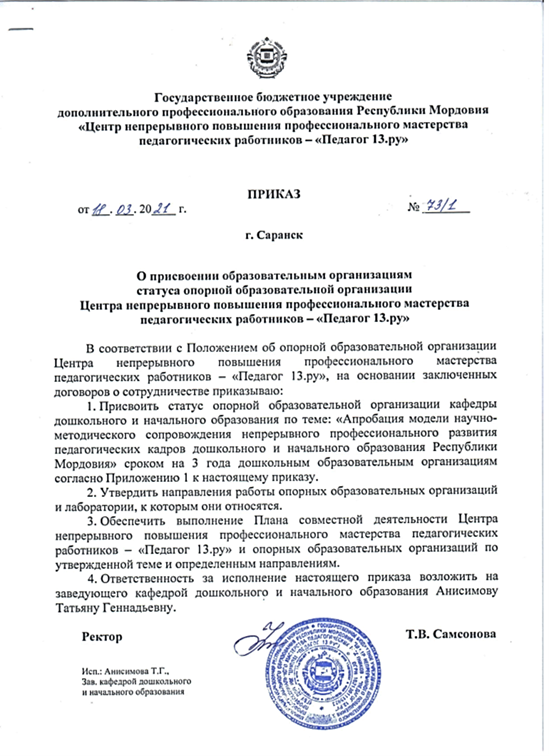 Государственное бюджетное учреждение
дополнительного профессионального образования Республики Мордовия
«Центр непрерывного повышения профессионального мастерства
педагогических работников – «Педагог 13.ру»
ПРИКАЗ
от 18 . 03 . 2021 г. № 73/1
г. Саранск
О присвоении образовательным организациям
статуса опорной образовательной организации
Центра непрерывного повышения профессионального мастерства
педагогических работников – «Педагог 13.ру»
В соответствии с Положением об опорной образовательной организации
Центра непрерывного повышения профессионального мастерства
педагогических работников – «Педагог 13.ру», на основании заключенных
договоров о сотрудничестве приказываю:
1. Присвоить статус опорной образовательной организации кафедры
дошкольного и начального образования по теме: «Апробация модели научно-
методического сопровождения непрерывного профессионального развития
педагогических кадров дошкольного и начального образования Республики
Мордовия» сроком на 3 года дошкольным образовательным организациям
согласно Приложению 1 к настоящему приказу.
2. Утвердить направления работы опорных образовательных организаций
и лаборатории, к которым они относятся.
3. Обеспечить выполнение Плана совместной деятельности Центра
непрерывного повышения профессионального мастерства педагогических
работников – «Педагог 13.ру» и опорных образовательных организаций по
утвержденной теме и определенным направлениям.
4. Ответственность за исполнение настоящего приказа возложить на
заведующего кафедрой дошкольного и начального образования Анисимову
Татьяну Геннадьевну.
Ректор Т.В. Самсонова
Исп.: Анисимова Т.Г.,
Зав. кафедрой дошкольного
и начального образования